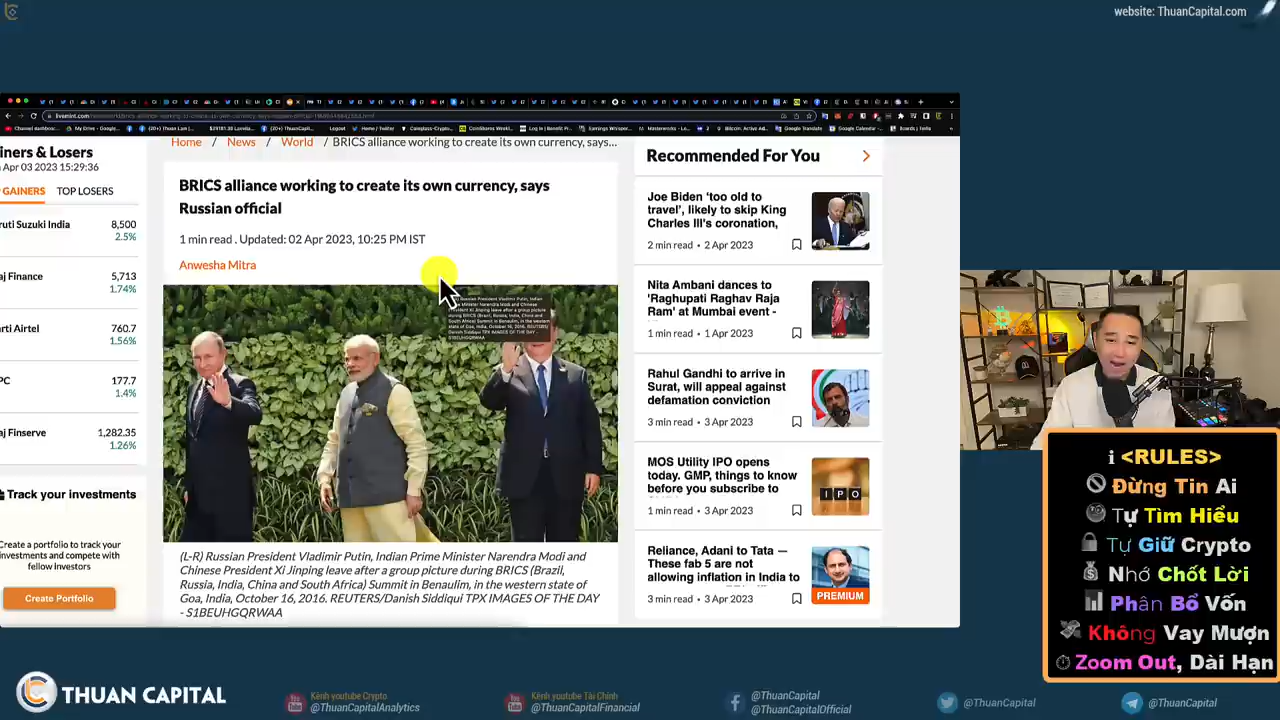 website: ThuanCapital.com
Home / News / World / BRICS alliance working to create its own currency, says...
iners & Losers
Apr 03 2023 15:29:36
GAINERS TOP LOSERS
ruti Suzuki India 8,500
2.5%
aj Finance 5,713
1.74%
arti Airtel 760.7
1.56%
PC 177.7
1.4%
aj Finserve 1,282.35
1.26%
Track your investments
Create a portfolio to track your
investments and compete with
fellow investors
Create Portfolio
BRICS alliance working to create its own currency, says
Russian official
1 min read . Updated: 02 Apr 2023, 10:25 PM IST
Anwesha Mitra
(L-R) Russian President Vladimir Putin, Indian Prime Minister Narendra Modi and
Chinese President Xi Jinping leave after a group picture during BRICS (Brazil,
Russia, India, China and South Africa) Summit in Benaulim, in the western state of
Goa, India, October 16, 2016. REUTERS/Danish Siddiqui TPX IMAGES OF THE DAY
- S1BEUHGQRWAA
Recommended For You
Joe Biden ‘too old to
travel’, likely to skip King
Charles III's coronation,
2 min read • 2 Apr 2023
Nita Ambani dances to
'Raghupati Raghav Raja
Ram' at Mumbai event -
1 min read • 1 Apr 2023
Rahul Gandhi to arrive in
Surat, will appeal against
defamation conviction
3 min read • 3 Apr 2023
MOS Utility IPO opens
today. GMP, things to know
before you subscribe to
1 min read • 3 Apr 2023
IPO
Reliance, Adani to Tata —
These fab 5 are not
allowing inflation in India to
3 min read • 3 Apr 2023
PREMIUM
<RULES>
Đừng Tin Ai
Tự Tìm Hiểu
Tự Giữ Crypto
Nhớ Chốt Lời
Phân Bổ Vốn
Không Vay Mượn
Zoom Out, Dài Hạn
THUAN CAPITAL
Kênh youtube Crypto
@ThuanCapitalAnalytics
Kênh youtube Tài Chính
@ThuanCapitalFinancial
@ThuanCapital
@ThuanCapitalOfficial
@ThuanCapital
@ThuanCapital